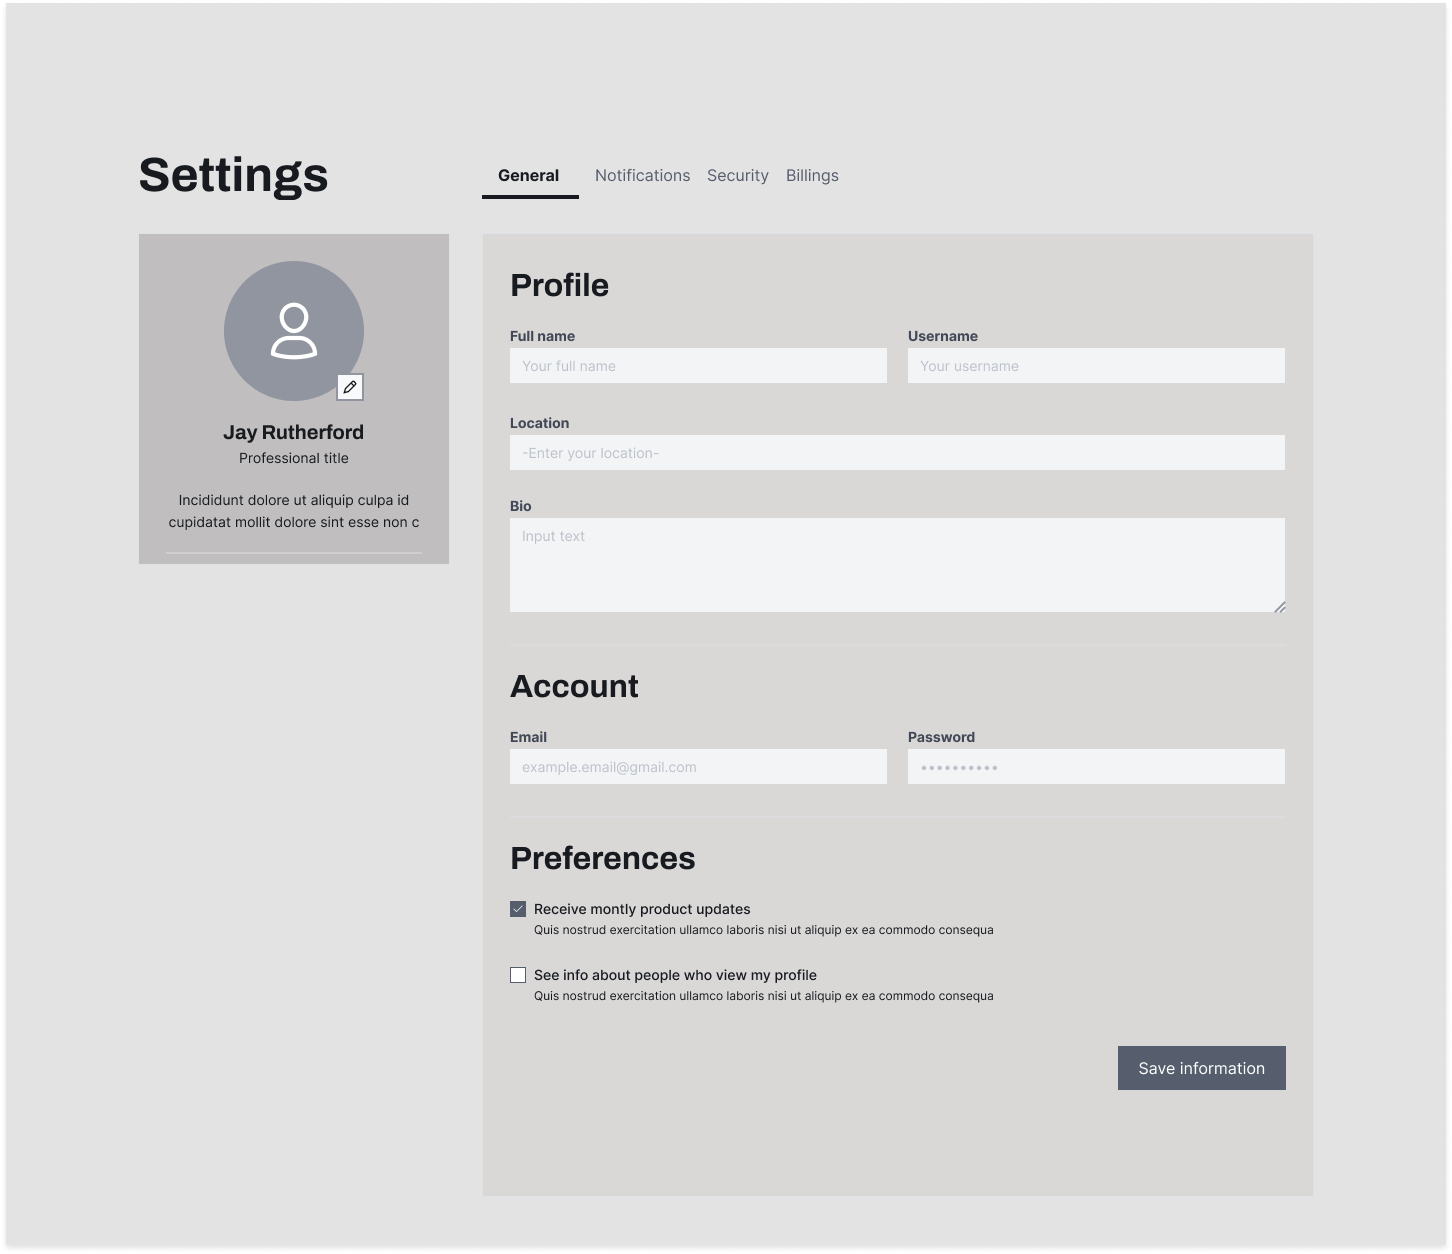 Settings
General Notifications Security Billings
Jay Rutherford
Professional title
Incididunt dolore ut aliquip culpa id
cupidatat mollit dolore sint esse non c
Profile
Full name Username
Your full name Your username
Location
-Enter your location-
Bio
Input text
Account
Email Password
example.email@gmail.com ••••••••••
Preferences
Receive montly product updates
Quis nostrud exercitation ullamco laboris nisi ut aliquip ex ea commodo consequa
See info about people who view my profile
Quis nostrud exercitation ullamco laboris nisi ut aliquip ex ea commodo consequa
Save information